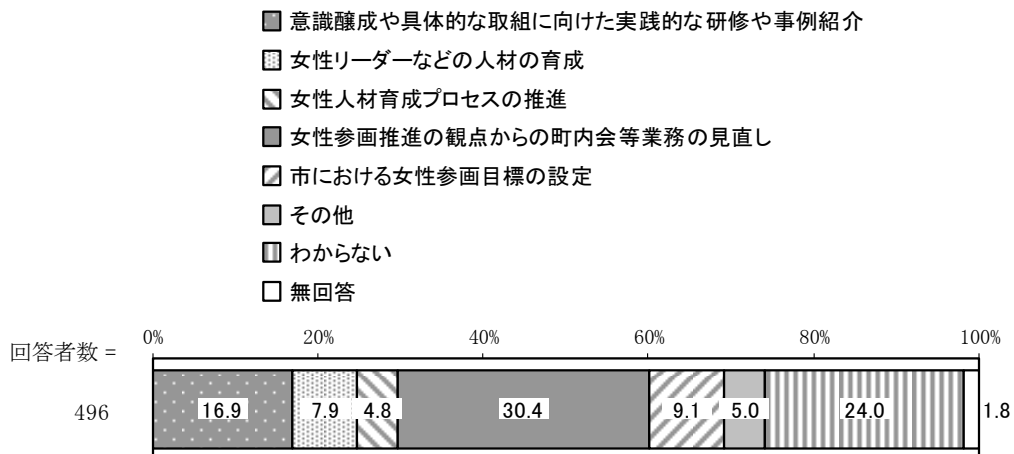 意識醸成や具体的な取組に向けた実践的な研修や事例紹介
女性リーダーなどの人材の育成
女性人材育成プロセスの推進
女性参画推進の観点からの町内会等業務の見直し
市における女性参画目標の設定
その他
わからない
無回答
0% 20% 40% 60% 80% 100%
回答者数 =
496 16.9 7.9 4.8 30.4 9.1 5.0 24.0 1.8